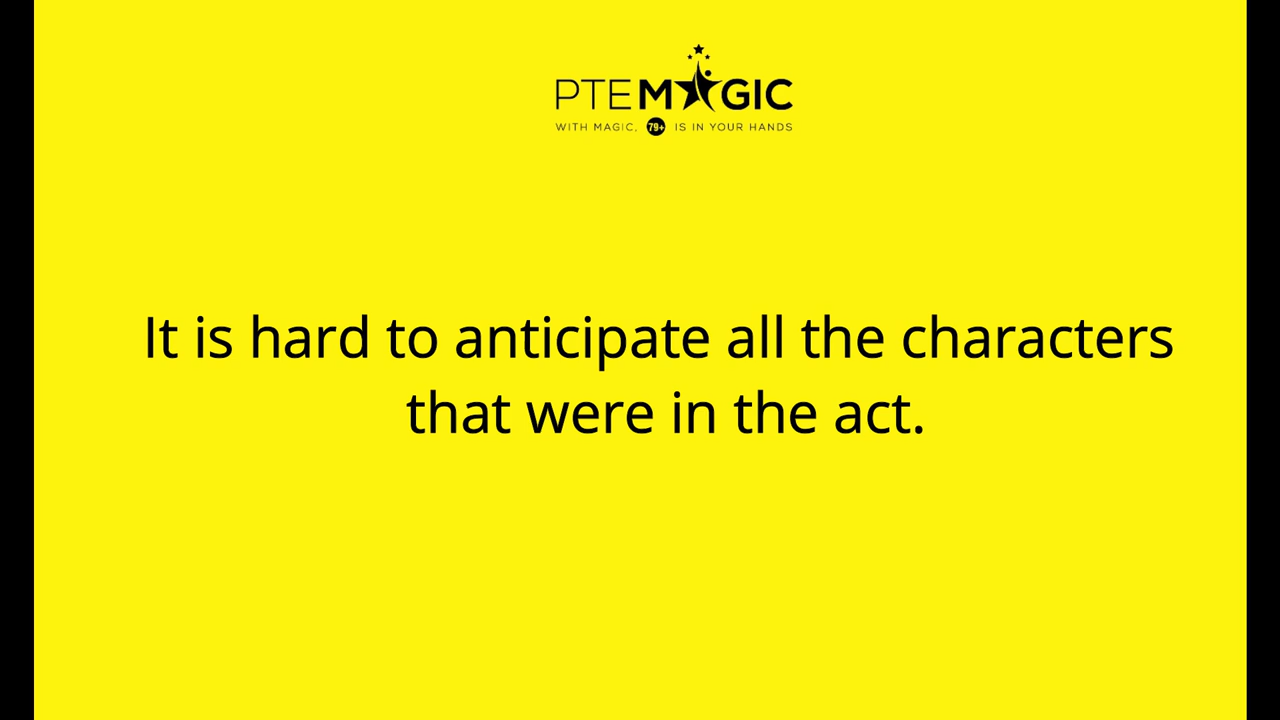 PTEMAGIC
WITH MAGIC, 79+ IS IN YOUR HANDS
It is hard to anticipate all the characters
that were in the act.